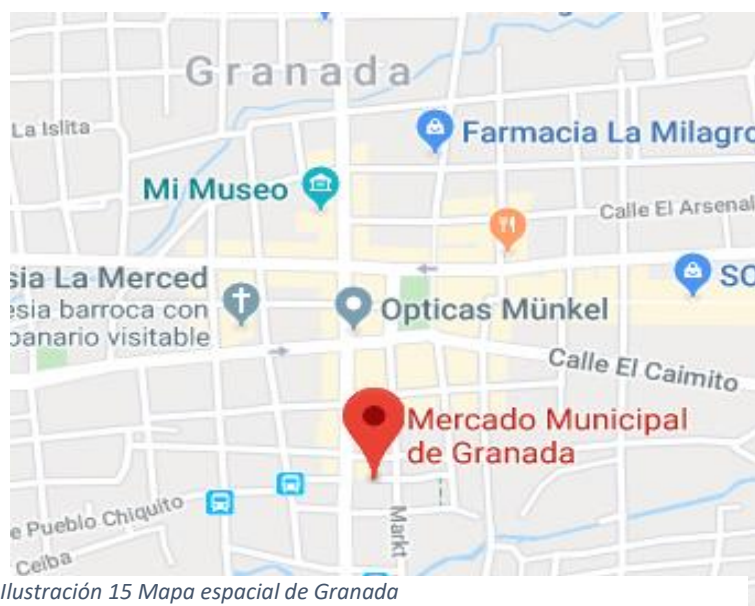 Granada
La Islita
Farmacia La Milagro
Mi Museo
Calle El Arsenal
sia La Merced
esia barroca con
panario visitable
SC
Opticas Münkel
Calle El Caimito
Mercado Municipal
de Granada
e Pueblo Chiquito
Markt
Ceiba
Ilustración 15 Mapa espacial de Granada